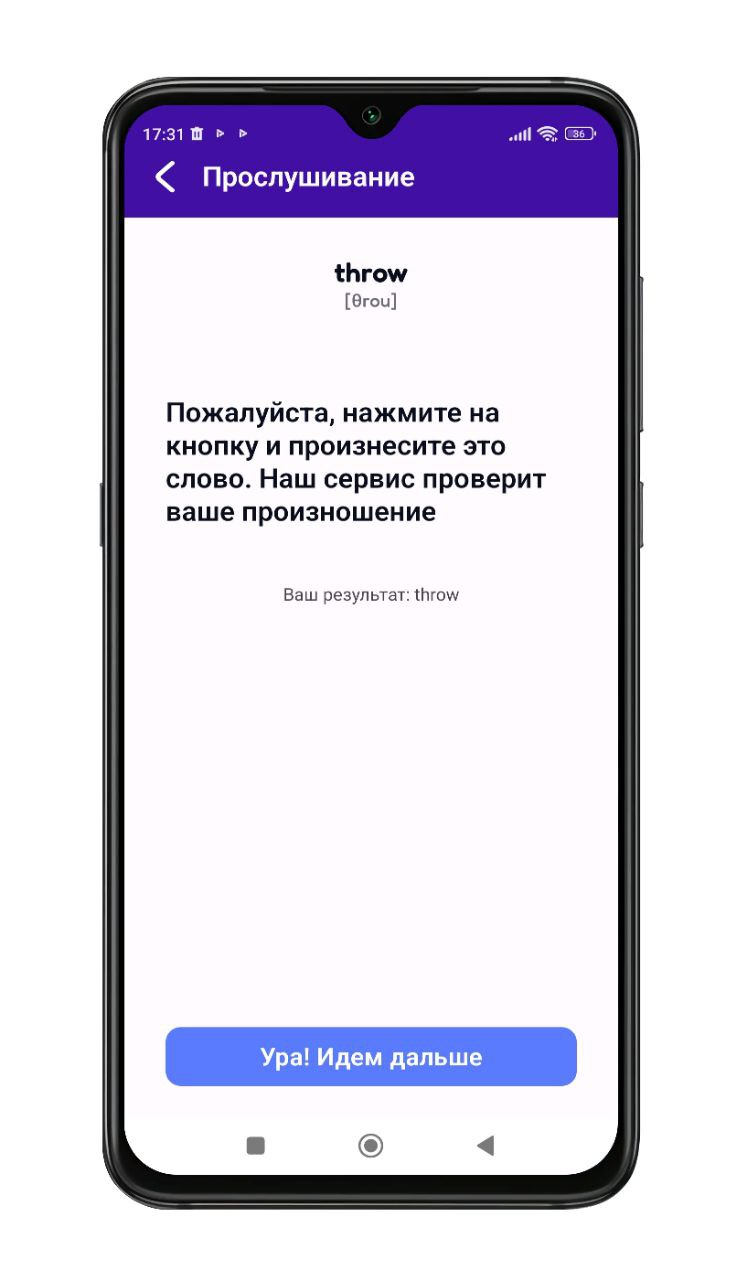 17:31
36
Прослушивание
throw
[θrou]
Пожалуйста, нажмите на
кнопку и произнесите это
слово. Наш сервис проверит
ваше произношение
Ваш результат: throw
Ура! Идем дальше